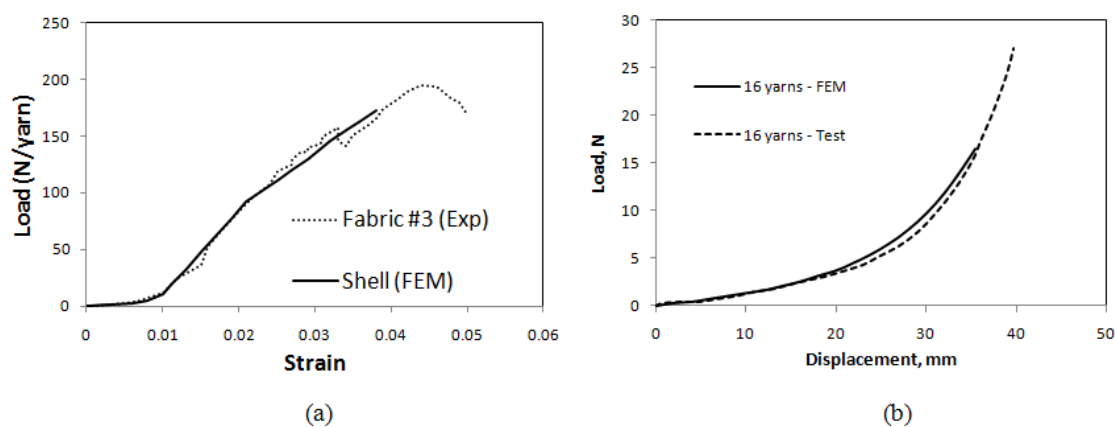 250
200
150
100
50
0
Load (N/yarn)
Fabric #3 (Exp)
Shell (FEM)
0 0.01 0.02 0.03 0.04 0.05 0.06
Strain
(a)
30
25
20
15
10
5
0
Load, N
16 yarns - FEM
16 yarns - Test
0 10 20 30 40 50
Displacement, mm
(b)